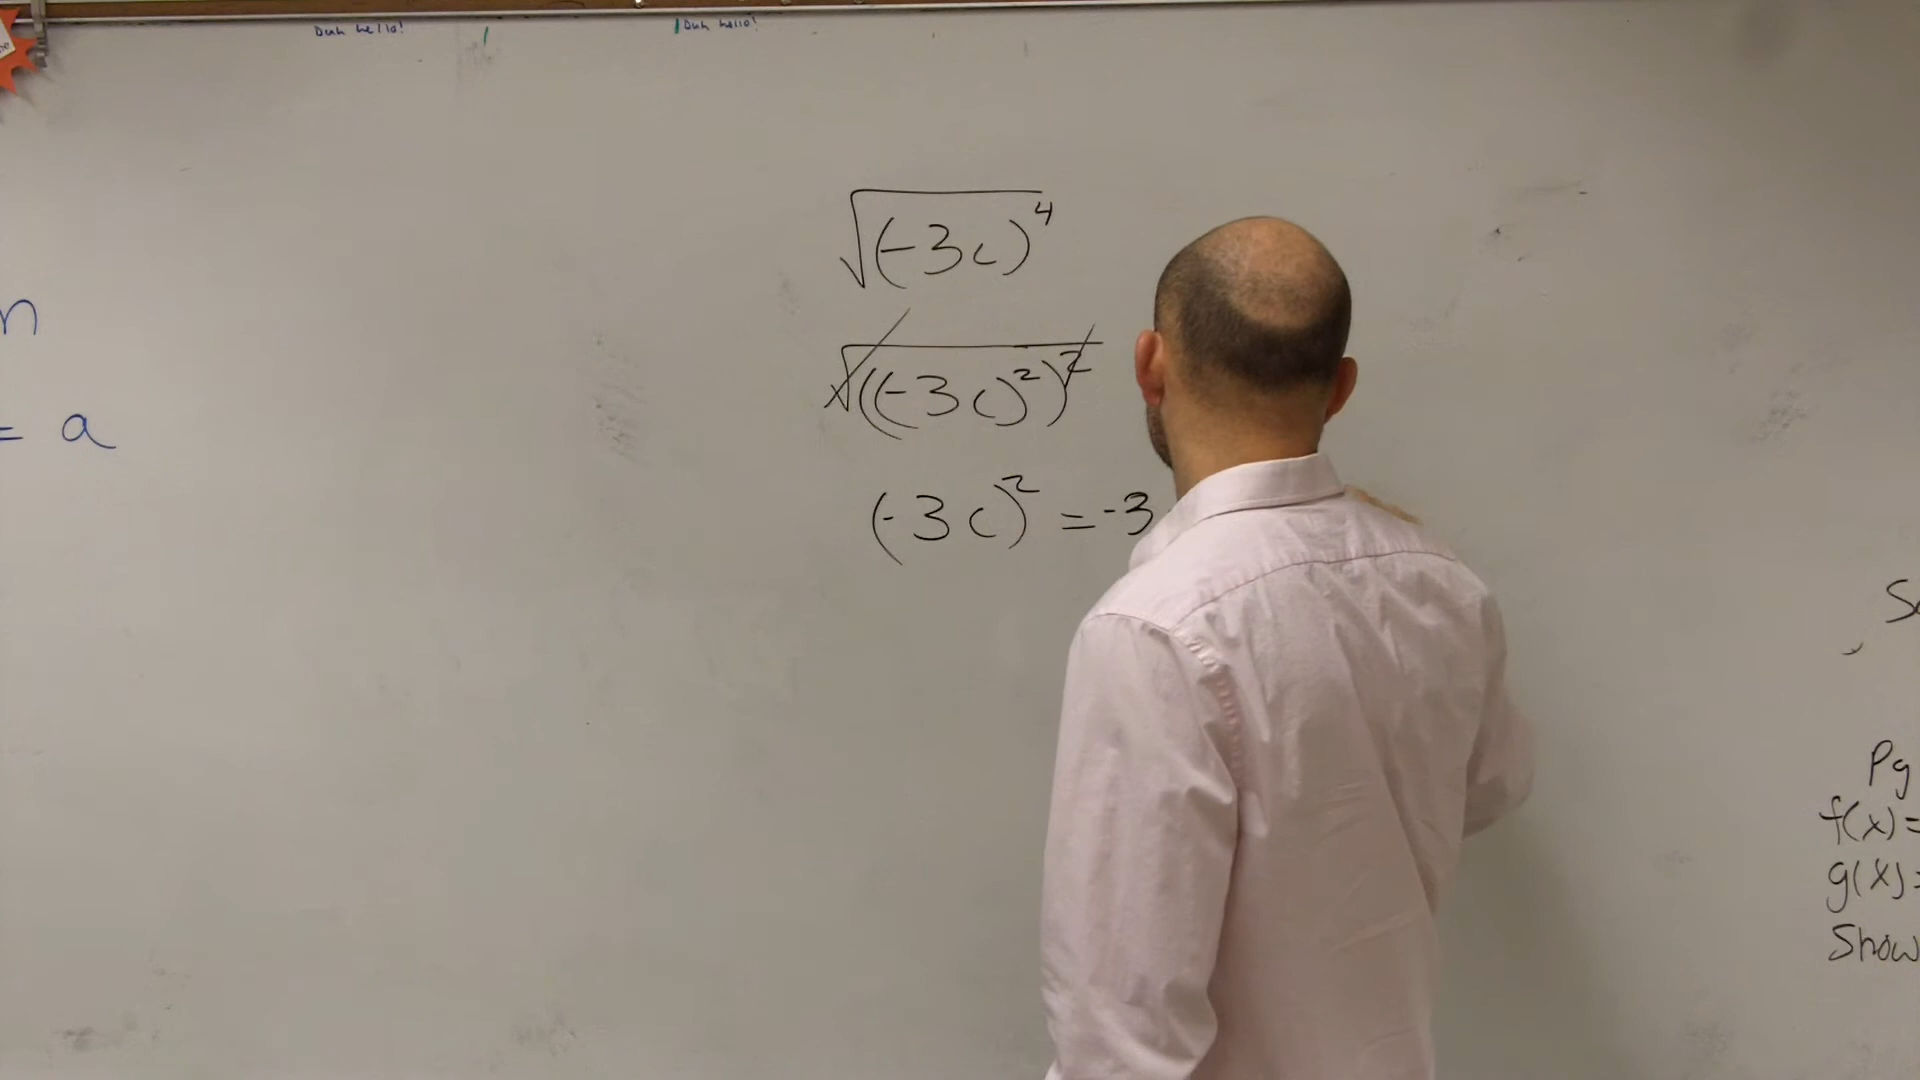 Duh hello! Duh hello!
√(-3c)⁴
n
√((-3c)²)²
= a
(-3c)² = -3
Pg
f(x)=
g(x)=
Show